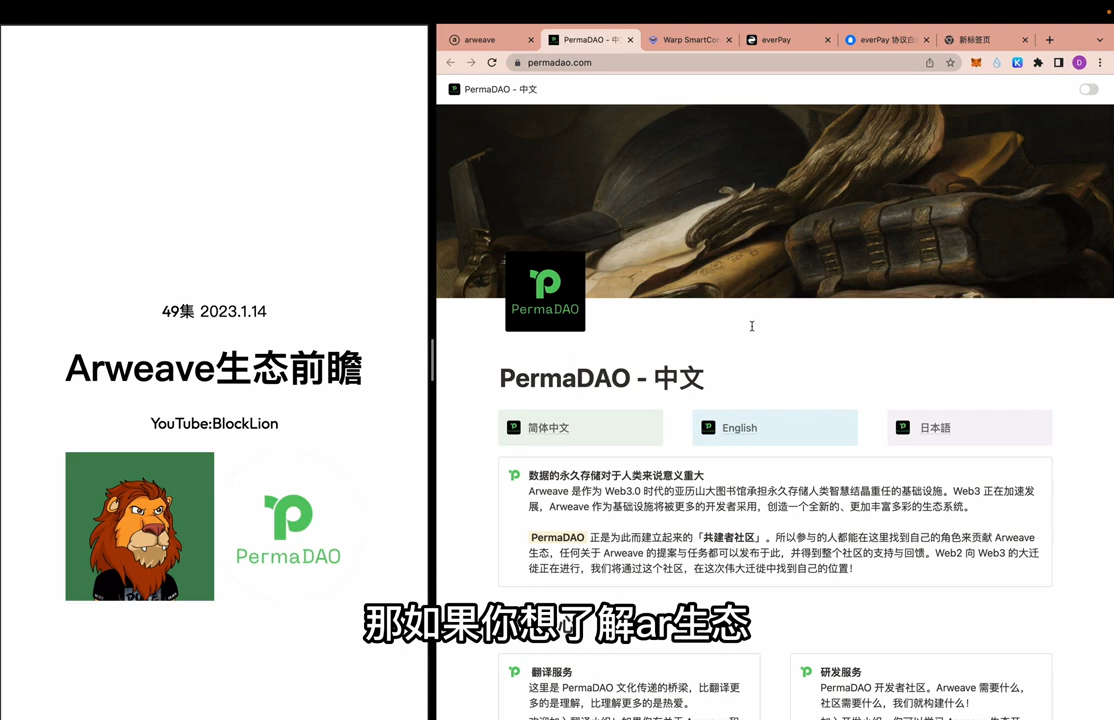 49集 2023.1.14
Arweave生态前瞻
YouTube:BlockLion
PermaDAO
arweave
PermaDAO - 中
Warp SmartCon
everPay
everPay 协议白
新标签页
permadao.com
D
PermaDAO - 中文
PermaDAO
PermaDAO - 中文
简体中文
English
日本語
数据的永久存储对于人类来说意义重大
Arweave 是作为 Web3.0 时代的亚历山大图书馆承担永久存储人类智慧结晶重任的基础设施。Web3 正在加速发
展，Arweave 作为基础设施将被更多的开发者采用，创造一个全新的、更加丰富多彩的生态系统。
PermaDAO 正是为此而建立起来的「共建者社区」。所以参与的人都能在这里找到自己的角色来贡献 Arweave
生态，任何关于 Arweave 的提案与任务都可以发布于此，并得到整个社区的支持与回馈。Web2 向 Web3 的大迁
徙正在进行，我们将通过这个社区，在这次伟大迁徙中找到自己的位置！
那如果你想了解ar生态
翻译服务
这里是 PermaDAO 文化传递的桥梁，比翻译更
多的是理解，比理解更多的是热爱。
研发服务
PermaDAO 开发者社区。Arweave 需要什么，
社区需要什么，我们就构建什么！